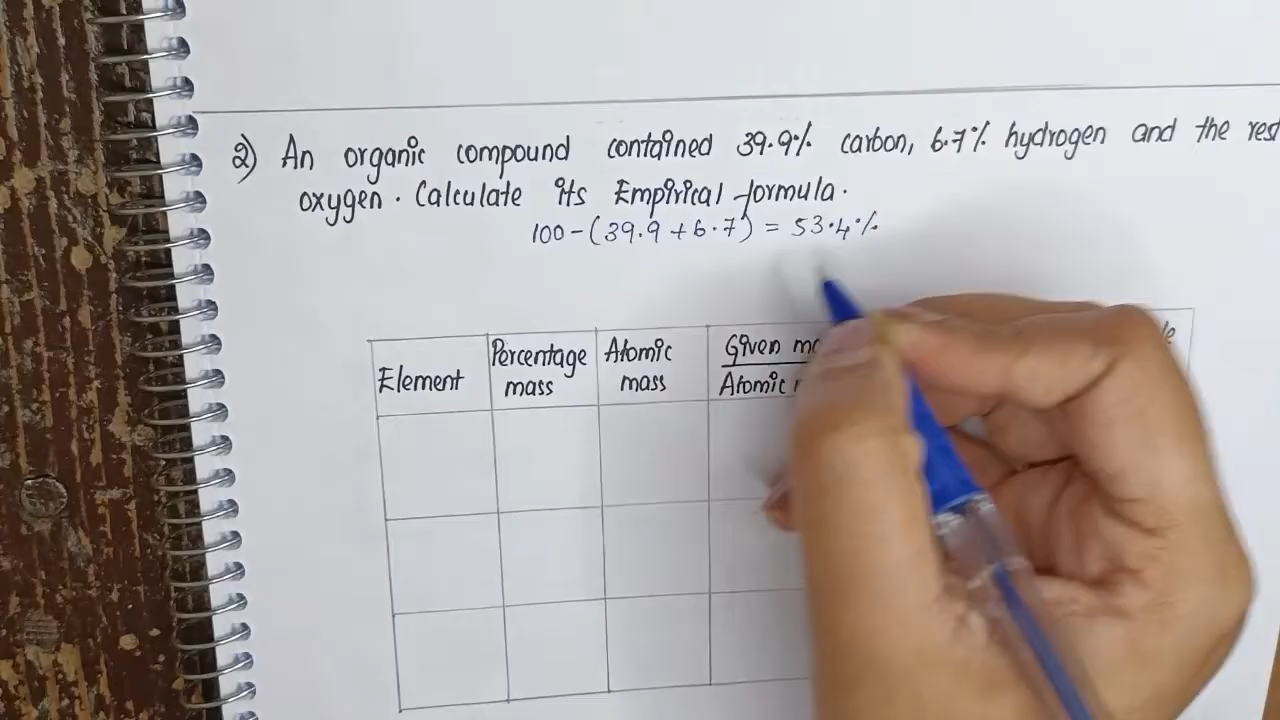 2) An organic compound contained 39.9% carbon, 6.7% hydrogen and the rest
oxygen. Calculate its Empirical formula.
100-(39.9+6.7) = 53.4%
Element
Percentage
mass
Atomic
mass
Given
Atomic